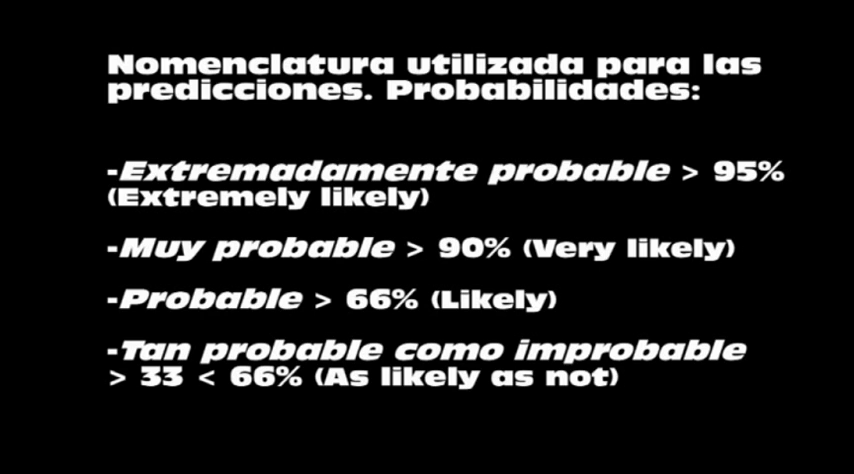 Nomenclatura utilizada para las
predicciones. Probabilidades:
-Extremadamente probable > 95%
(Extremely likely)
-Muy probable > 90% (Very likely)
-Probable > 66% (Likely)
-Tan probable como improbable
> 33 < 66% (As likely as not)